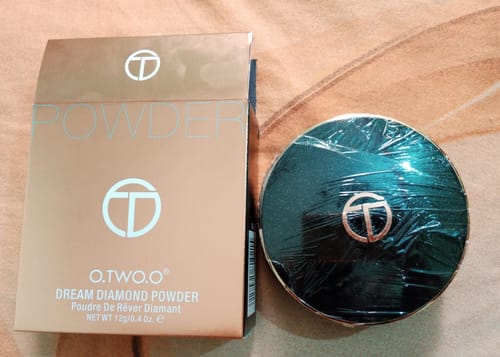 POWDER
O.TWO.O®
DREAM DIAMOND POWDER
Poudre De Rêver Diamant
NET WT 12g/0.4 Oz. ℮